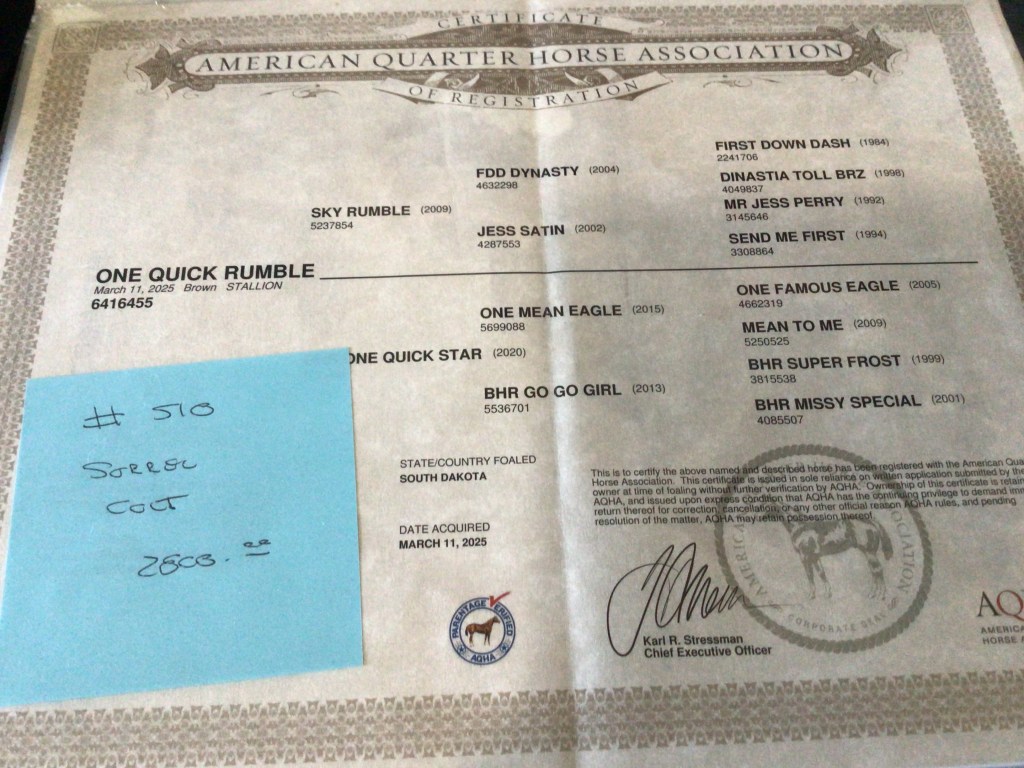 CERTIFICATE
AMERICAN QUARTER HORSE ASSOCIATION
OF REGISTRATION
FIRST DOWN DASH (1984)
2241706
FDD DYNASTY (2004)
4632298
DINASTIA TOLL BRZ (1998)
4049837
SKY RUMBLE (2009)
5237854
MR JESS PERRY (1992)
3145646
JESS SATIN (2002)
4287553
SEND ME FIRST (1994)
3308864
ONE QUICK RUMBLE
March 11, 2025 Brown STALLION
6416455
ONE FAMOUS EAGLE (2005)
4662319
ONE MEAN EAGLE (2015)
5699088
MEAN TO ME (2009)
5250525
ONE QUICK STAR (2020)
BHR SUPER FROST (1999)
3815538
BHR GO GO GIRL (2013)
5536701
BHR MISSY SPECIAL (2001)
4085507
# 510
SORREL
COLT
STATE/COUNTRY FOALED
SOUTH DAKOTA
DATE ACQUIRED
MARCH 11, 2025
This is to certify the above named and described horse has been registered with the American Qua
Horse Association. This certificate is issued in sole reliance on written application submitted by the
owner at time of foaling without further verification by AQHA. Ownership of this certificate is retain
AQHA, and issued upon express condition that AQHA has the continuing privilege to demand imm
return thereof for correction, cancellation, or any other official reason AQHA rules, and pending
resolution of the matter, AQHA may retain possession thereof.
PARENTAGE VERIFIED
AQHA
Karl R. Stressman
Chief Executive Officer
AMERICA
ASSOCIATION
CORPORATE SEAL
AQ
AMERICA
HORSE A